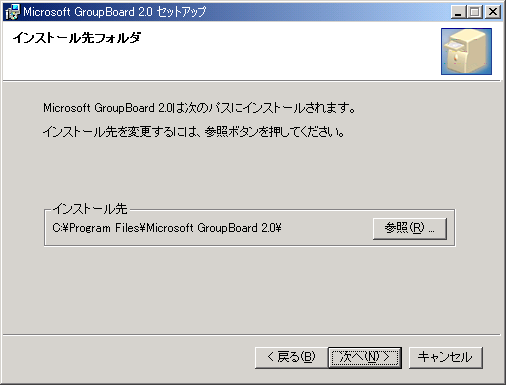 Microsoft GroupBoard 2.0 セットアップ
インストール先フォルダ
Microsoft GroupBoard 2.0は次のパスにインストールされます。
インストール先を変更するには、参照ボタンを押してください。
インストール先
C:¥Program Files¥Microsoft GroupBoard 2.0¥
参照(R) ...
< 戻る(B)
次へ(N) >
キャンセル